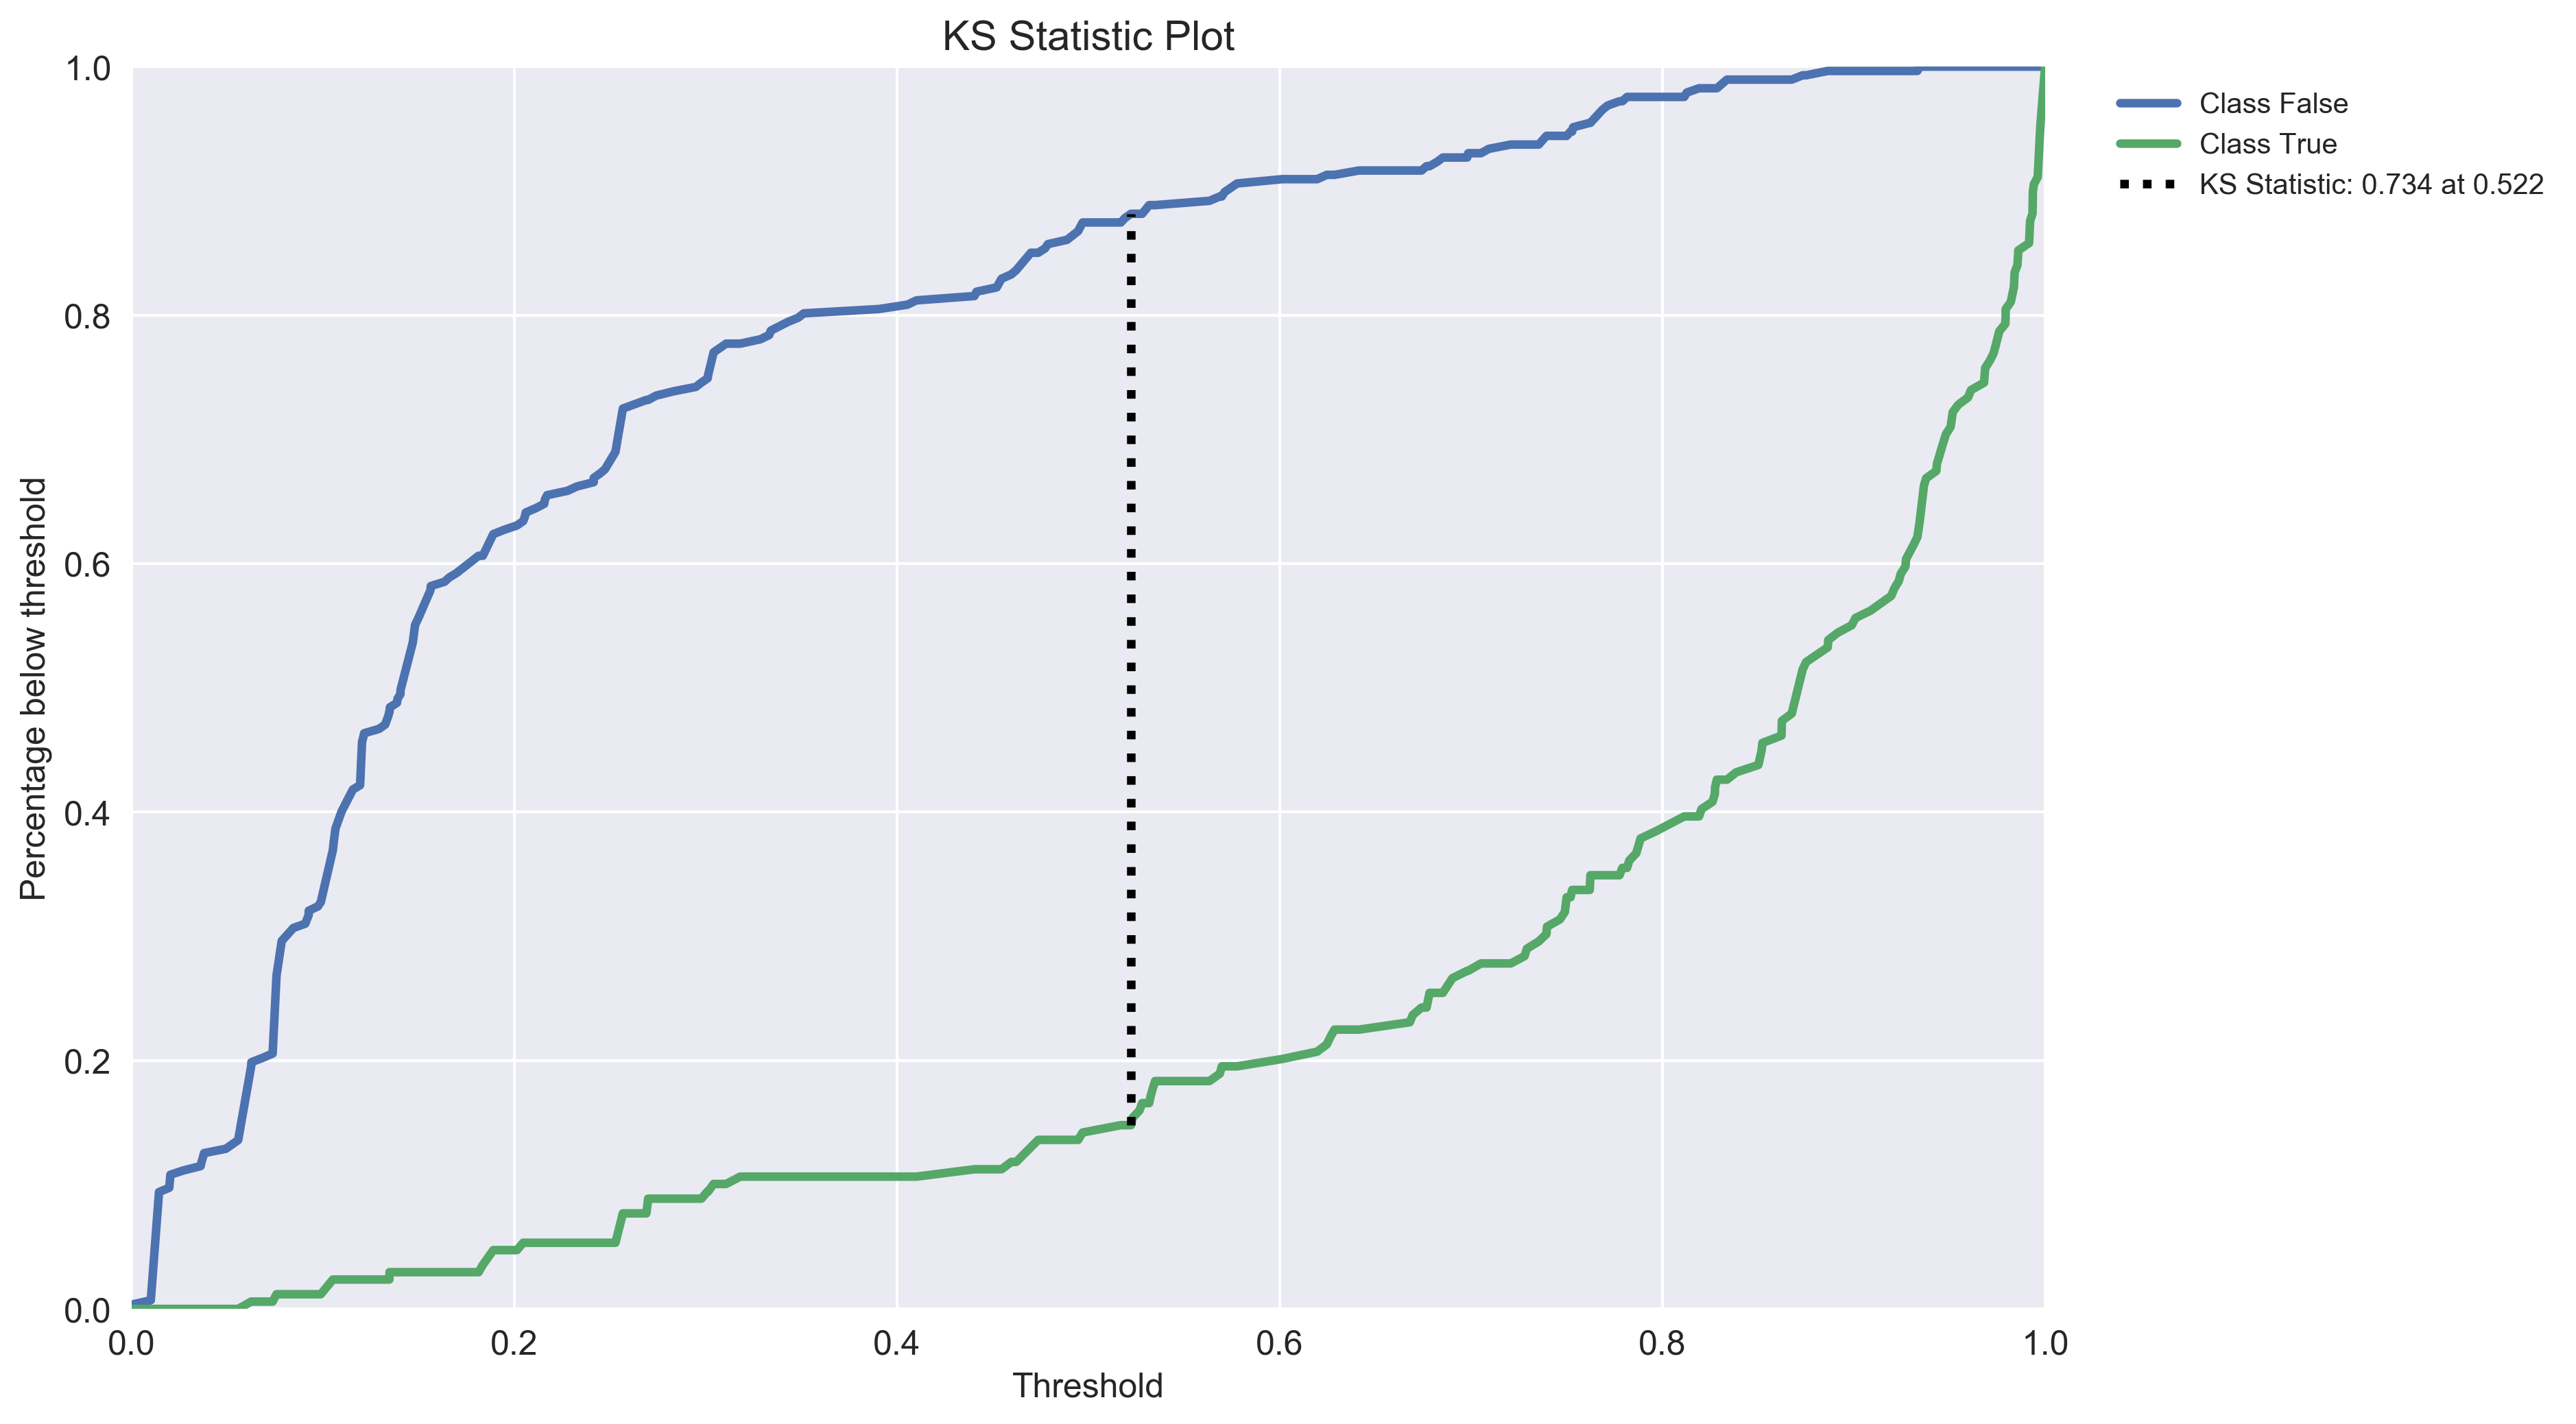 KS Statistic Plot
1.0
0.8
0.6
0.4
0.2
0.0
Percentage below threshold
0.0 0.2 0.4 0.6 0.8 1.0
Threshold
Class False
Class True
KS Statistic: 0.734 at 0.522